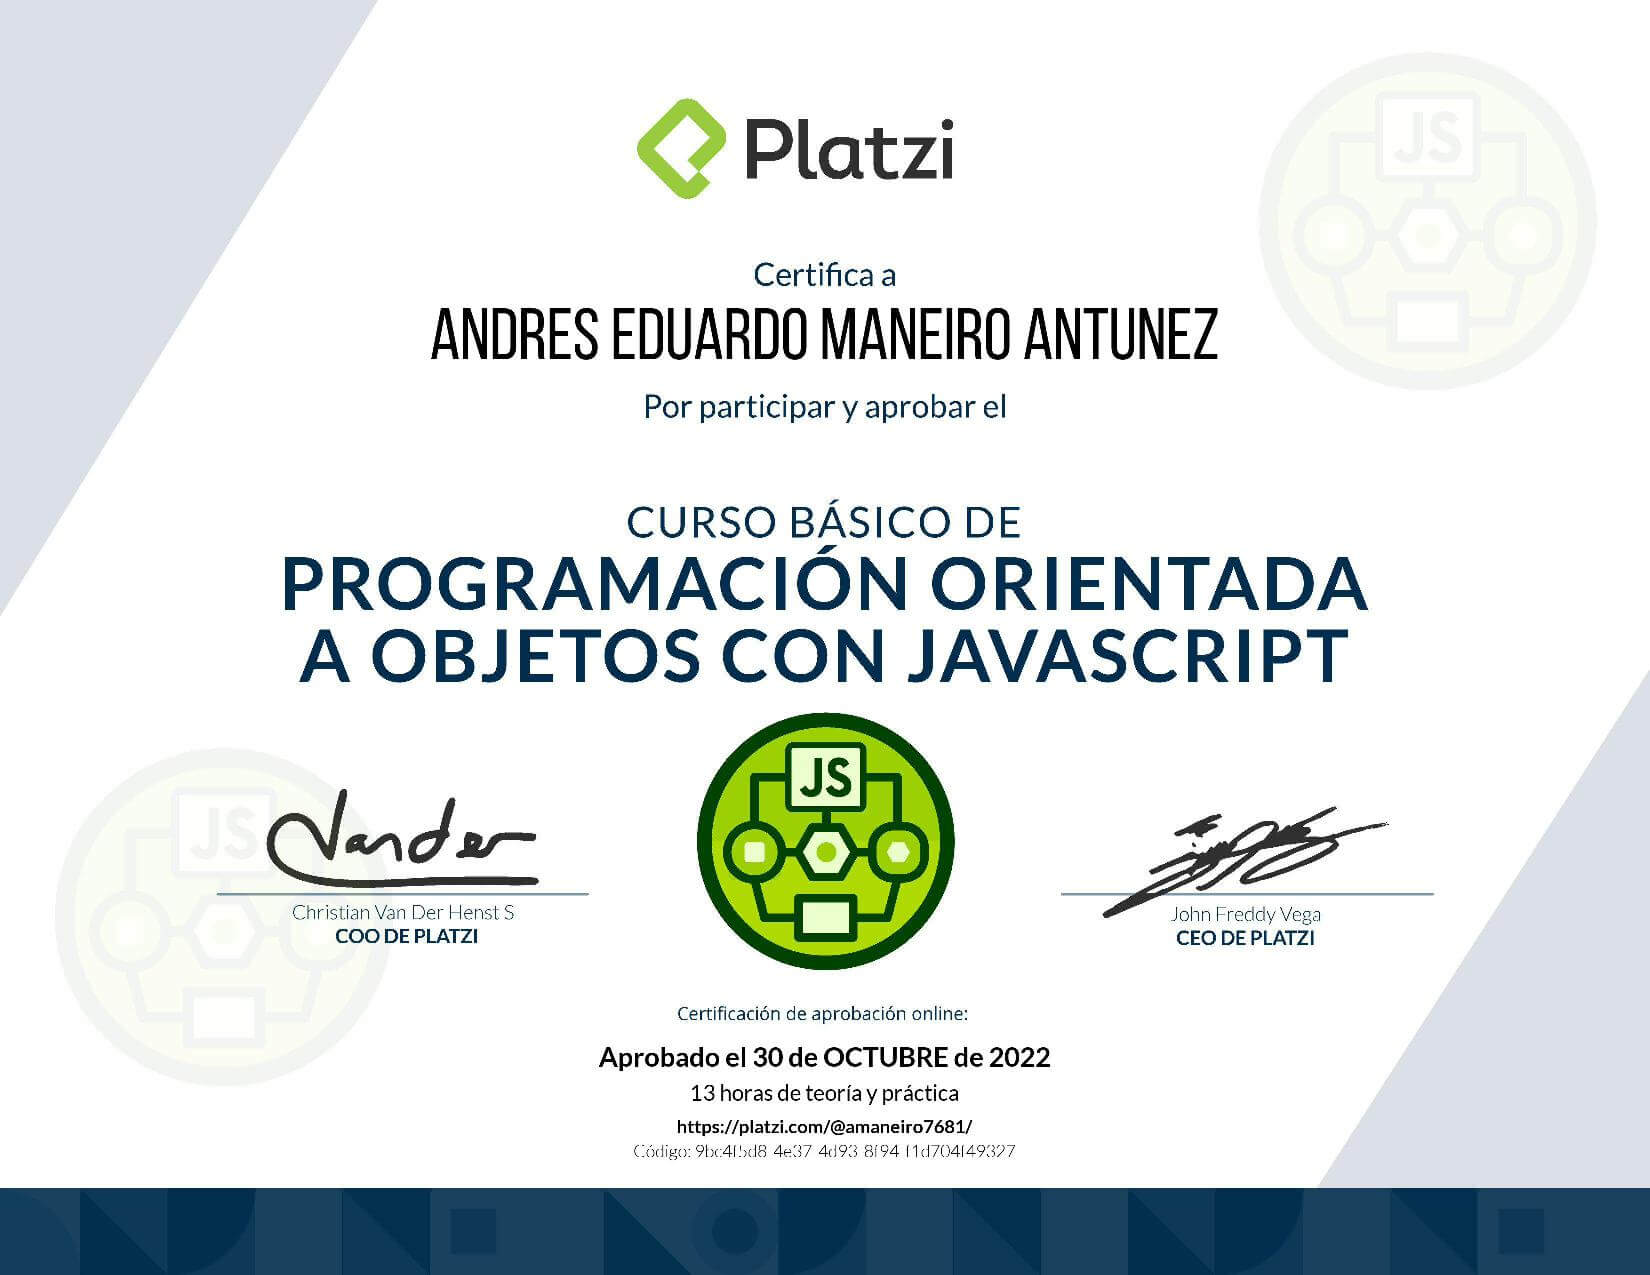 Platzi
JS
Certifica a
ANDRES EDUARDO MANEIRO ANTUNEZ
Por participar y aprobar el
CURSO BÁSICO DE
PROGRAMACIÓN ORIENTADA
A OBJETOS CON JAVASCRIPT
JS
JS
Vander
Christian Van Der Henst S
COO DE PLATZI
John Freddy Vega
CEO DE PLATZI
Certificación de aprobación online:
Aprobado el 30 de OCTUBRE de 2022
13 horas de teoría y práctica
https://platzi.com/@amaneiro7681/
Código: 9bc4f5d8-4e37-4d93-8f94-f1d704f49327